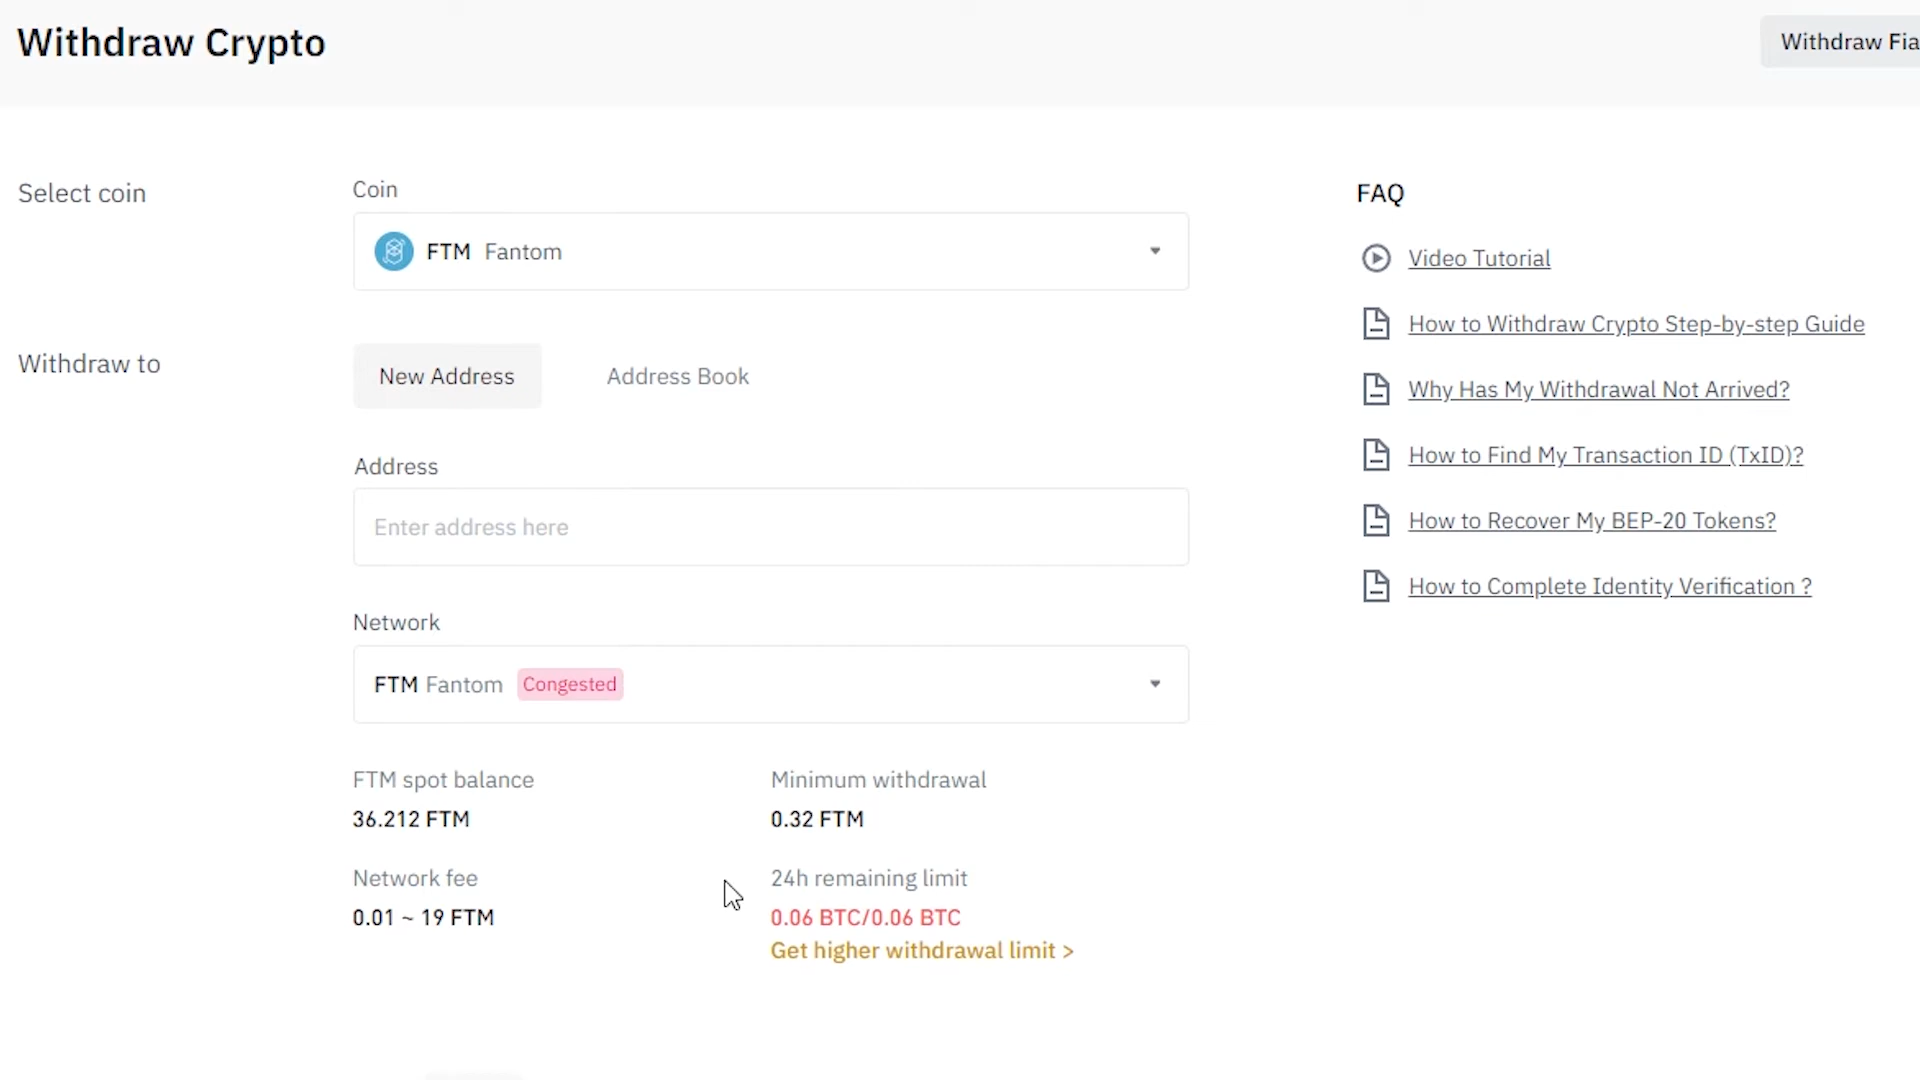 Withdraw Crypto
Withdraw Fia
Select coin
Coin
FTM Fantom
Withdraw to
New Address
Address Book
Address
Enter address here
Network
FTM Fantom Congested
FTM spot balance
36.212 FTM
Minimum withdrawal
0.32 FTM
Network fee
0.01 ~ 19 FTM
24h remaining limit
0.06 BTC/0.06 BTC
Get higher withdrawal limit >
FAQ
Video Tutorial
How to Withdraw Crypto Step-by-step Guide
Why Has My Withdrawal Not Arrived?
How to Find My Transaction ID (TxID)?
How to Recover My BEP-20 Tokens?
How to Complete Identity Verification ?